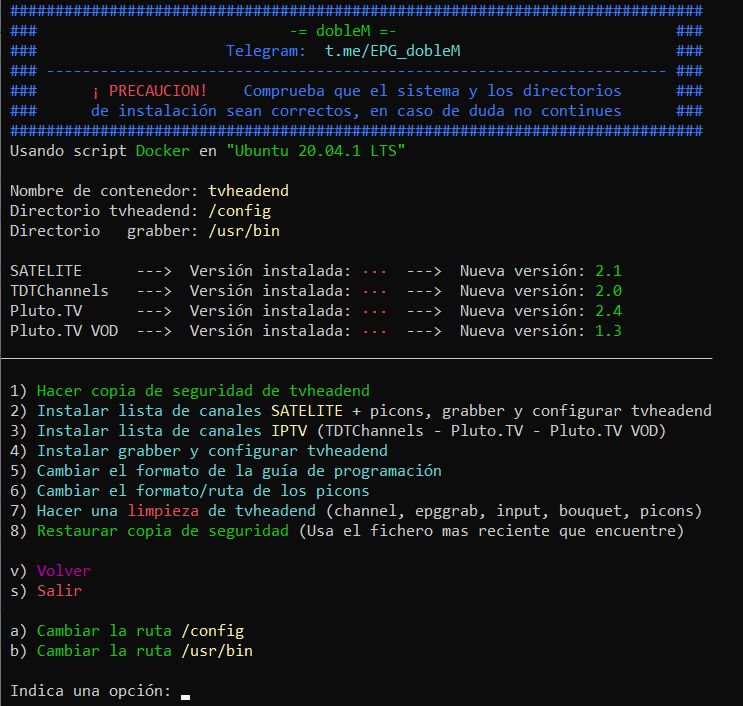 #############################################################################
###                               -= dobleM =-                               ###
###                     Telegram:  t.me/EPG_dobleM                        ###
### --------------------------------------------------------------------- ###
###      ¡ PRECAUCION!    Comprueba que el sistema y los directorios      ###
###      de instalación sean correctos, en caso de duda no continues      ###
#############################################################################
Usando script Docker en "Ubuntu 20.04.1 LTS"
Nombre de contenedor: tvheadend
Directorio tvheadend: /config
Directorio   grabber: /usr/bin
SATELITE      --->  Versión instalada: ···  --->  Nueva versión: 2.1
TDTChannels   --->  Versión instalada: ···  --->  Nueva versión: 2.0
Pluto.TV      --->  Versión instalada: ···  --->  Nueva versión: 2.4
Pluto.TV VOD  --->  Versión instalada: ···  --->  Nueva versión: 1.3
_______________________________________________________________________________
1) Hacer copia de seguridad de tvheadend
2) Instalar lista de canales SATELITE + picons, grabber y configurar tvheadend
3) Instalar lista de canales IPTV (TDTChannels - Pluto.TV - Pluto.TV VOD)
4) Instalar grabber y configurar tvheadend
5) Cambiar el formato de la guía de programación
6) Cambiar el formato/ruta de los picons
7) Hacer una limpieza de tvheadend (channel, epggrab, input, bouquet, picons)
8) Restaurar copia de seguridad (Usa el fichero mas reciente que encuentre)
v) Volver
s) Salir
a) Cambiar la ruta /config
b) Cambiar la ruta /usr/bin
Indica una opción: _